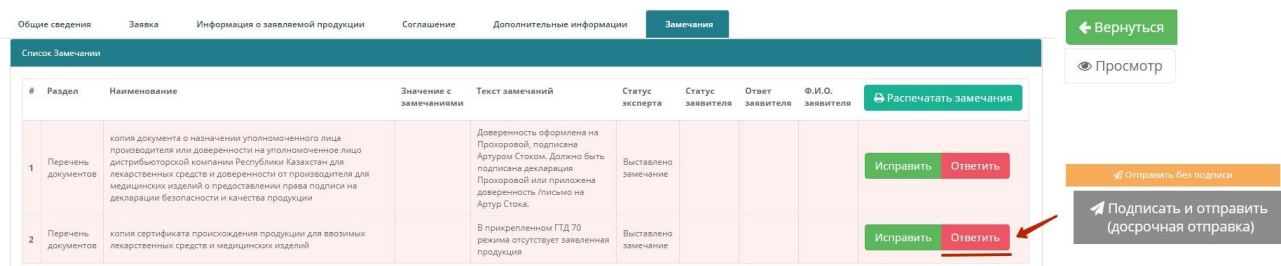 Общие сведения Заявка Информация о заявляемой продукции Соглашение Дополнительные информации Замечания
Вернуться
Просмотр
Список Замечании
# Раздел Наименование Значение с замечаниями Текст замечаний Статус эксперта Статус заявителя Ответ заявителя Ф.И.О. заявителя Распечатать замечания
1 Перечень документов
копия документа о назначении уполномоченного лица
производителя или доверенности на уполномоченное лицо
дистрибьюторской компании Республики Казахстан для
лекарственных средств и доверенности от производителя для
медицинских изделий о предоставлении права подписи на
декларации безопасности и качества продукции
Доверенность оформлена на
Прохоровой, подписана
Артуром Стоком. Должно быть
подписана декларация
Прохоровой или приложена
доверенность /письмо на
Артур Стока.
Выставлено
замечание
Исправить Ответить
Отправить без подписи
Подписать и отправить
(досрочная отправка)
2 Перечень документов
копия сертификата происхождения продукции для ввозимых
лекарственных средств и медицинских изделий
В прикрепленном ГТД 70
режима отсутствует заявленная
продукция
Выставлено
замечание
Исправить Ответить